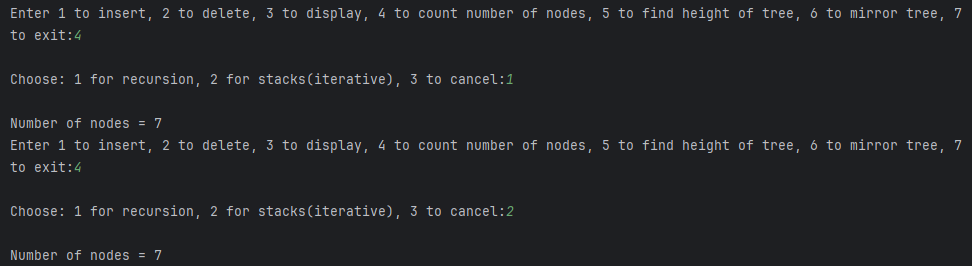 Enter 1 to insert, 2 to delete, 3 to display, 4 to count number of nodes, 5 to find height of tree, 6 to mirror tree, 7
to exit:4
Choose: 1 for recursion, 2 for stacks(iterative), 3 to cancel:1
Number of nodes = 7
Enter 1 to insert, 2 to delete, 3 to display, 4 to count number of nodes, 5 to find height of tree, 6 to mirror tree, 7
to exit:4
Choose: 1 for recursion, 2 for stacks(iterative), 3 to cancel:2
Number of nodes = 7